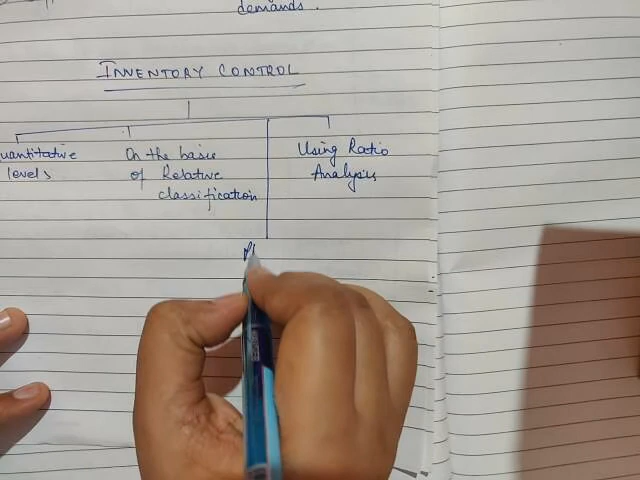 demands.
INVENTORY CONTROL
uantitative
levels
On the basis
of Relative
classification
Using Ratio
Analysis